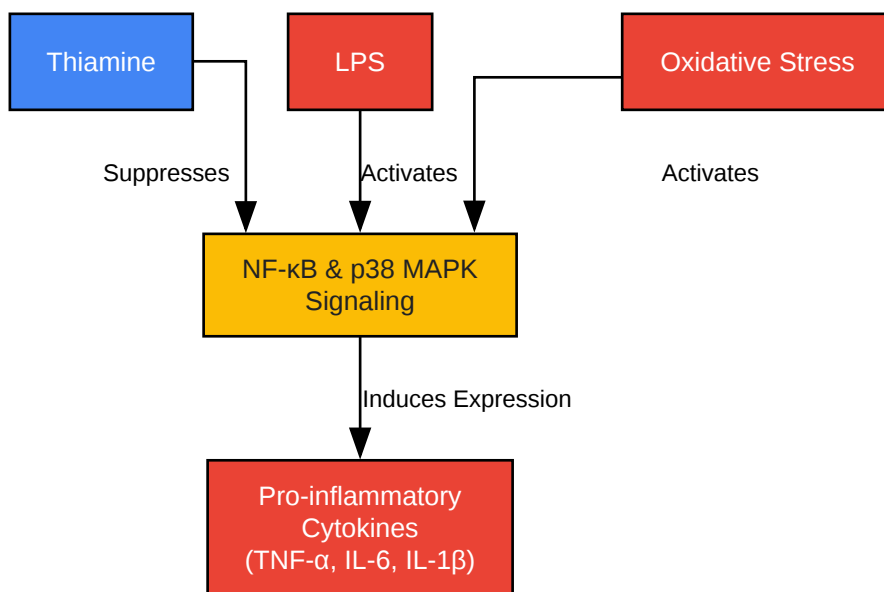 Thiamine
LPS
Oxidative Stress
Suppresses
Activates
Activates
NF-κB & p38 MAPK
Signaling
Induces Expression
Pro-inflammatory
Cytokines
(TNF-α, IL-6, IL-1β)